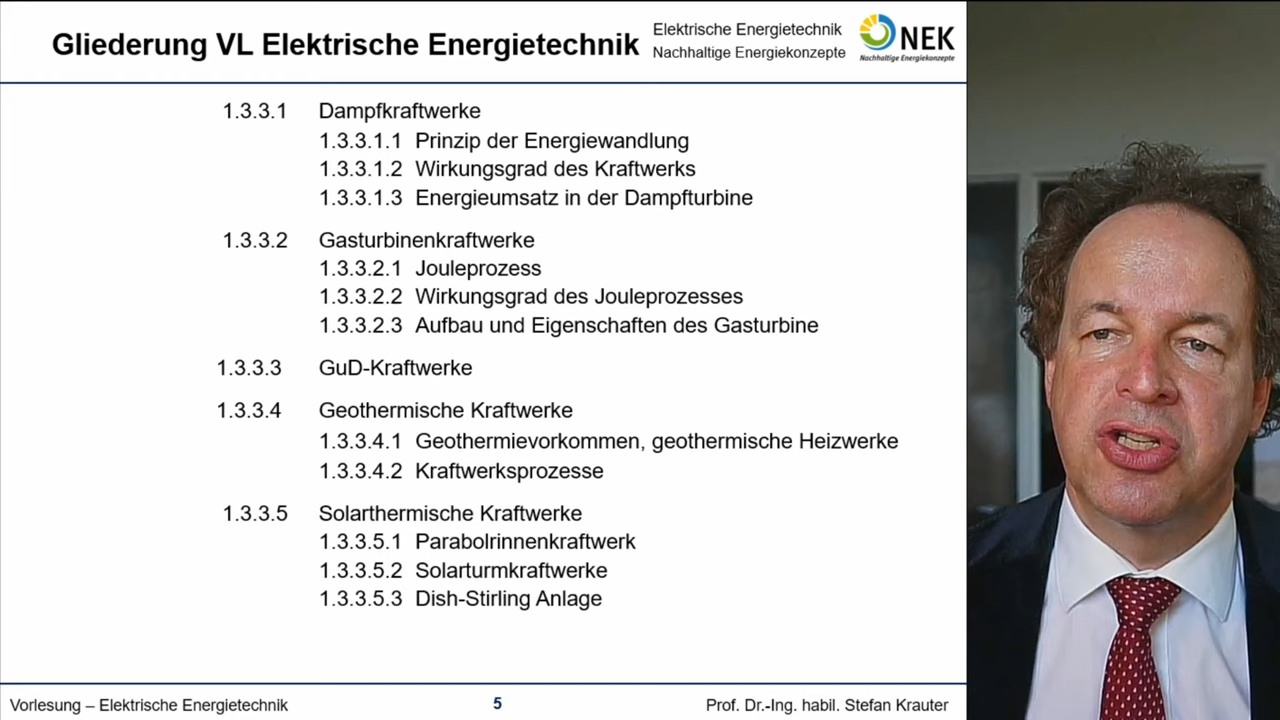 Gliederung VL Elektrische Energietechnik
Elektrische Energietechnik
Nachhaltige Energiekonzepte
NEK
Nachhaltige Energiekonzepte
1.3.3.1 Dampfkraftwerke
1.3.3.1.1 Prinzip der Energiewandlung
1.3.3.1.2 Wirkungsgrad des Kraftwerks
1.3.3.1.3 Energieumsatz in der Dampfturbine
1.3.3.2 Gasturbinenkraftwerke
1.3.3.2.1 Jouleprozess
1.3.3.2.2 Wirkungsgrad des Jouleprozesses
1.3.3.2.3 Aufbau und Eigenschaften des Gasturbine
1.3.3.3 GuD-Kraftwerke
1.3.3.4 Geothermische Kraftwerke
1.3.3.4.1 Geothermievorkommen, geothermische Heizwerke
1.3.3.4.2 Kraftwerksprozesse
1.3.3.5 Solarthermische Kraftwerke
1.3.3.5.1 Parabolrinnenkraftwerk
1.3.3.5.2 Solarturmkraftwerke
1.3.3.5.3 Dish-Stirling Anlage
Vorlesung – Elektrische Energietechnik
5
Prof. Dr.-Ing. habil. Stefan Krauter